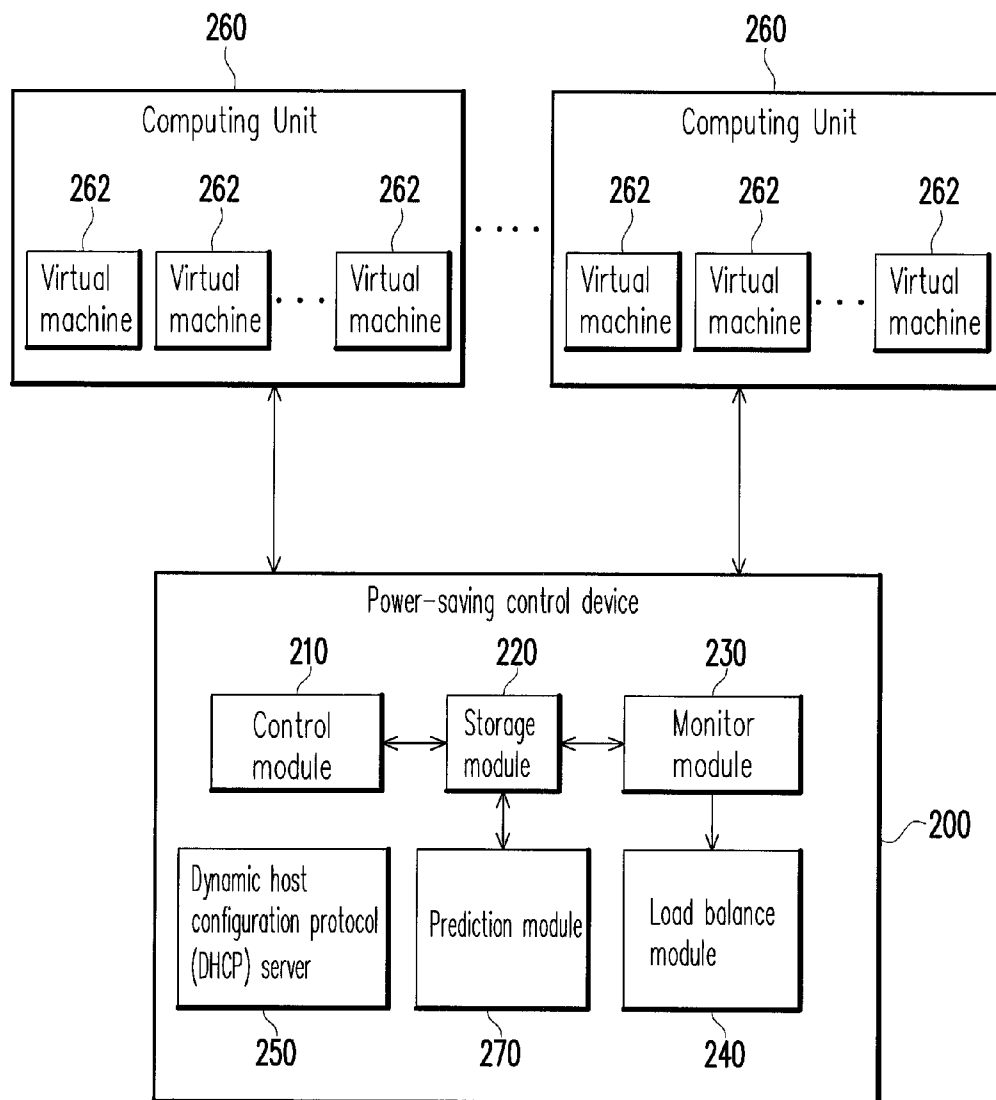 260
260
Computing Unit
Computing Unit
262
262
262
262
262
262
Virtual
machine
Virtual
machine
Virtual
machine
Virtual
machine
Virtual
machine
Virtual
machine
Power-saving control device
210
220
230
Control
module
Storage
module
Monitor
module
200
Dynamic host
configuration protocol
(DHCP) server
Prediction module
Load balance
module
250
270
240